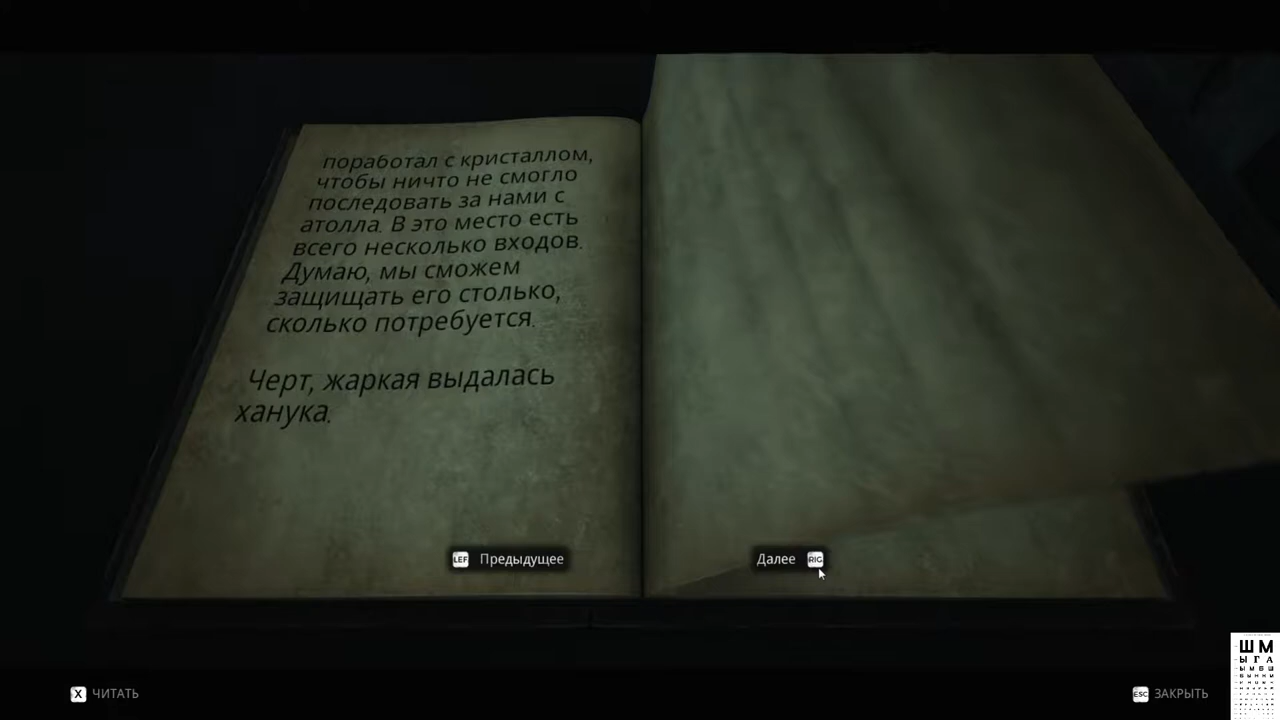 поработал с кристаллом,
чтобы ничто не смогло
последовать за нами с
атолла. В это место есть
всего несколько входов.
Думаю, мы сможем
защищать его столько,
сколько потребуется.
Черт, жаркая выдалась
ханука.
LEF Предыдущее
Далее RIG
X ЧИТАТЬ
ESC ЗАКРЫТЬ
Ш М
Ы Г А